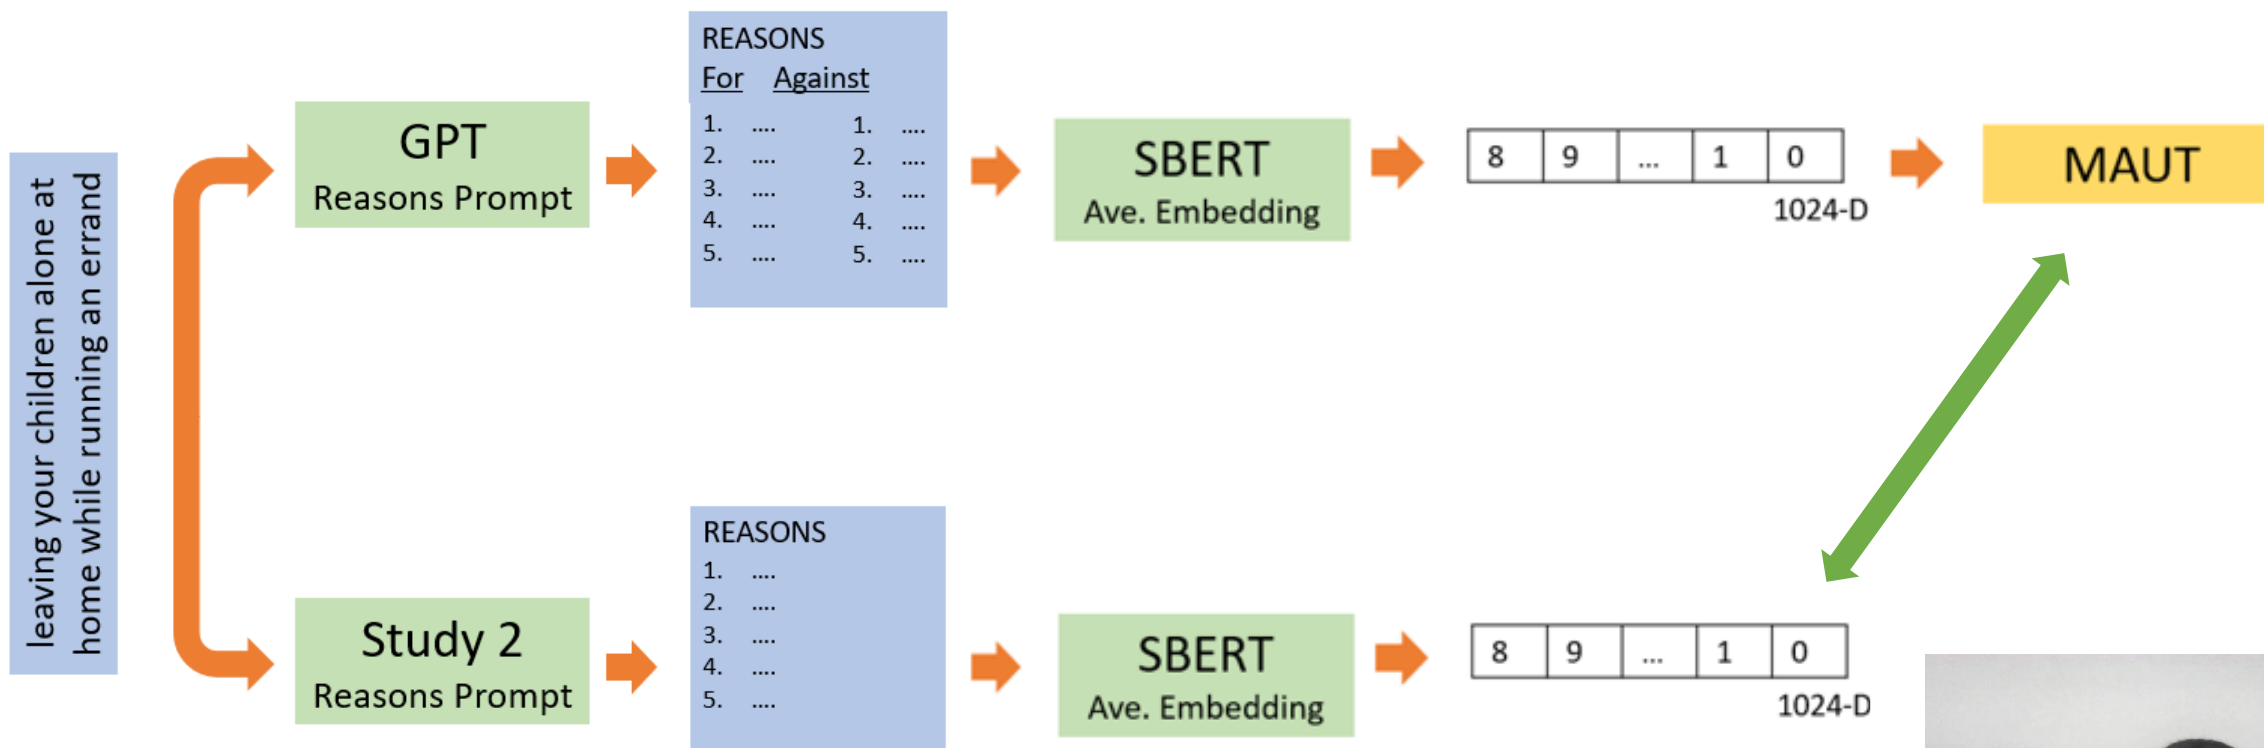 leaving your children alone at
home while running an errand
GPT
Reasons Prompt
REASONS
For Against
1. .... 1. ....
2. .... 2. ....
3. .... 3. ....
4. .... 4. ....
5. .... 5. ....
SBERT
Ave. Embedding
8 9 ... 1 0
1024-D
MAUT
Study 2
Reasons Prompt
REASONS
1. ....
2. ....
3. ....
4. ....
5. ....
SBERT
Ave. Embedding
8 9 ... 1 0
1024-D